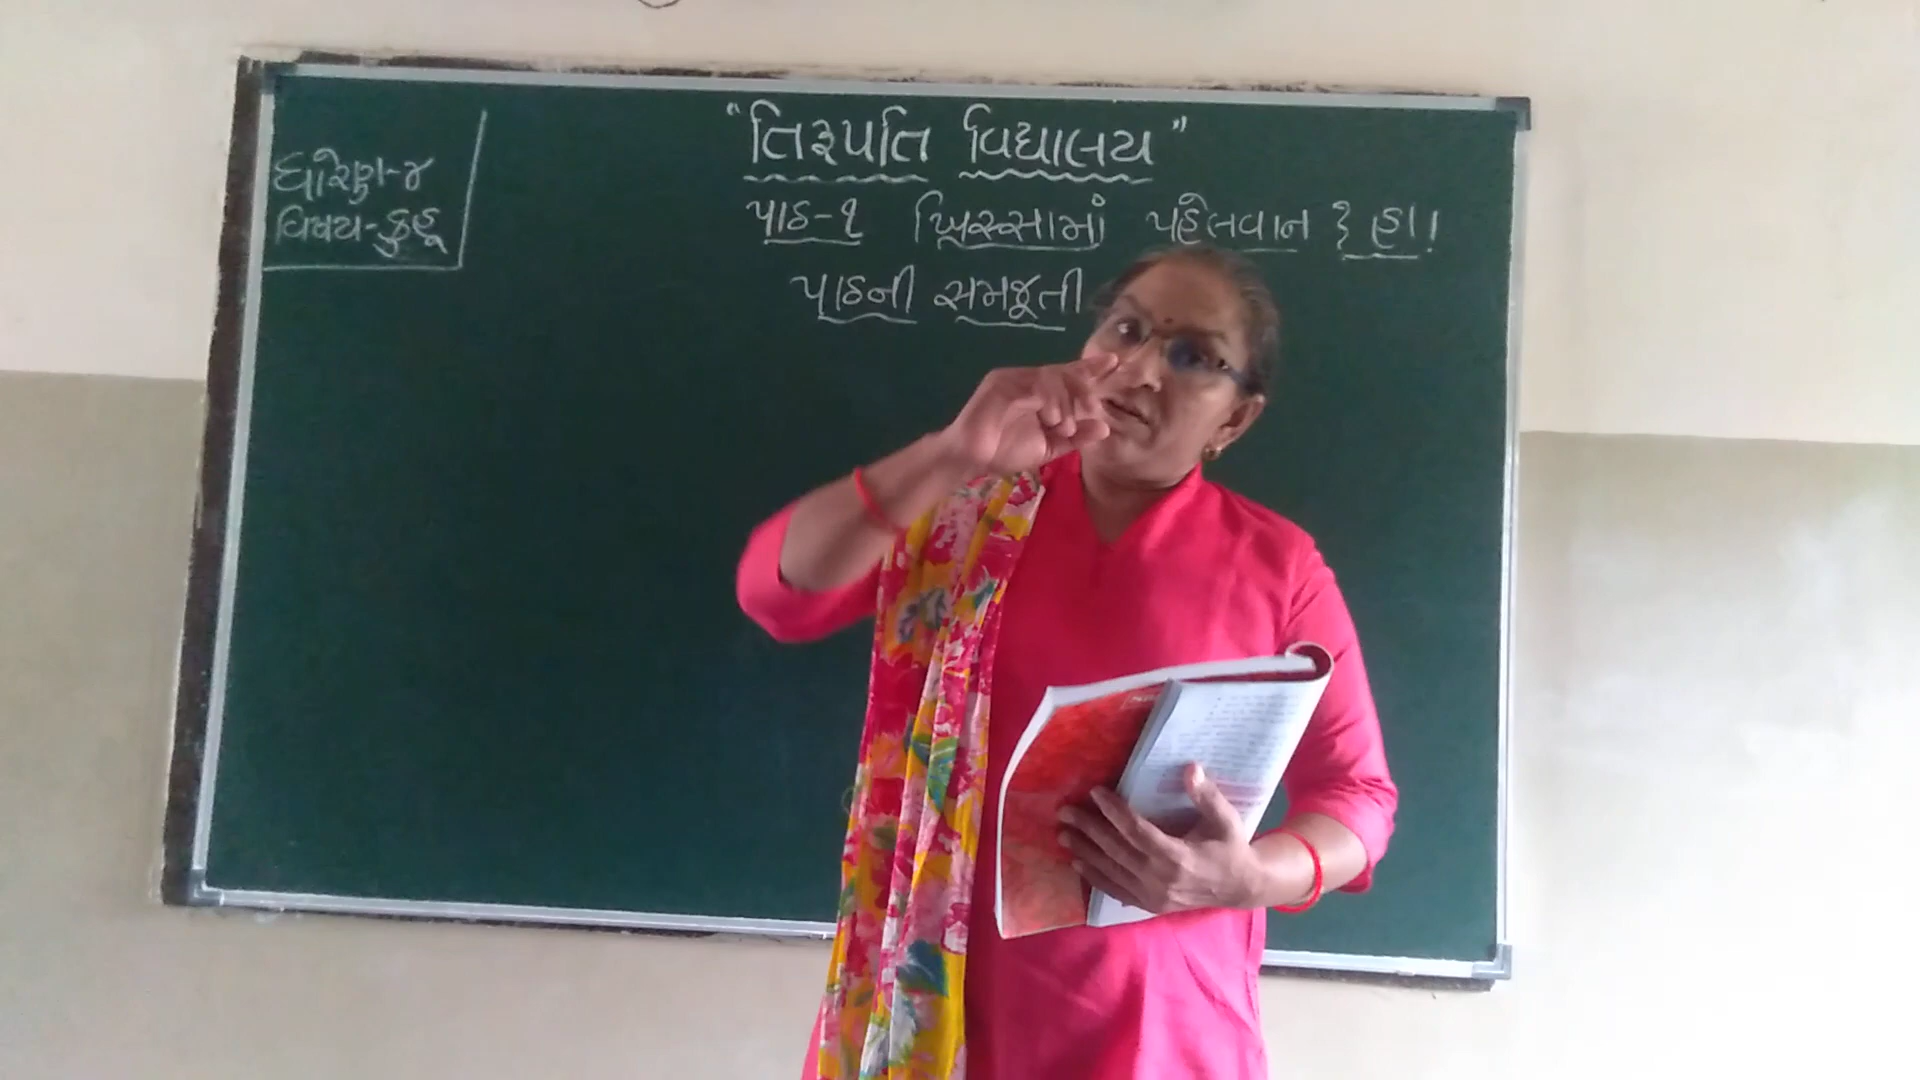 ધોરણ-૪
વિષય-કુહૂ
"તિરૂપતિ વિદ્યાલય"
પાઠ-૧ ખિસ્સામાં પહેલવાન ? હા!
પાઠની સમજૂતી